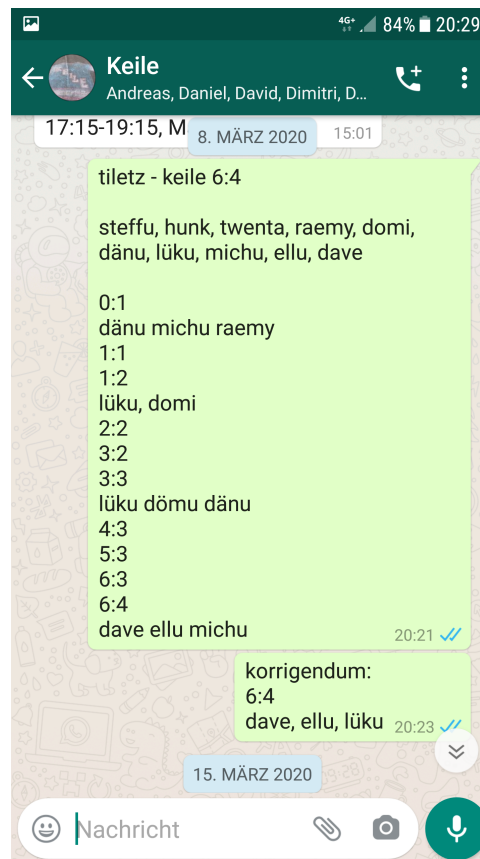 4G+ 84% 20:29
Keile
Andreas, Daniel, David, Dimitri, D...
17:15-19:15, M
15:01
8. MÄRZ 2020
tiletz - keile 6:4
steffu, hunk, twenta, raemy, domi,
dänu, lüku, michu, ellu, dave
0:1
dänu michu raemy
1:1
1:2
lüku, domi
2:2
3:2
3:3
lüku dömu dänu
4:3
5:3
6:3
6:4
dave ellu michu
20:21
korrigendum:
6:4
dave, ellu, lüku 20:23
15. MÄRZ 2020
Nachricht